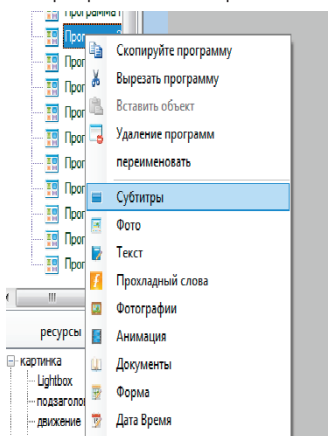 Программа
Прог
Скопируйте программу
Прог
Вырезать программу
Прог
Вставить объект
Прог
Удаление программ
Прог
переименовать
Прог
Прог
Субтитры
Прог
Фото
Прог
Текст
Прог
Прохладный слова
Фотографии
ресурсы
Анимация
картинка
Документы
Lightbox
Форма
подзаголо
движение
Дата Время